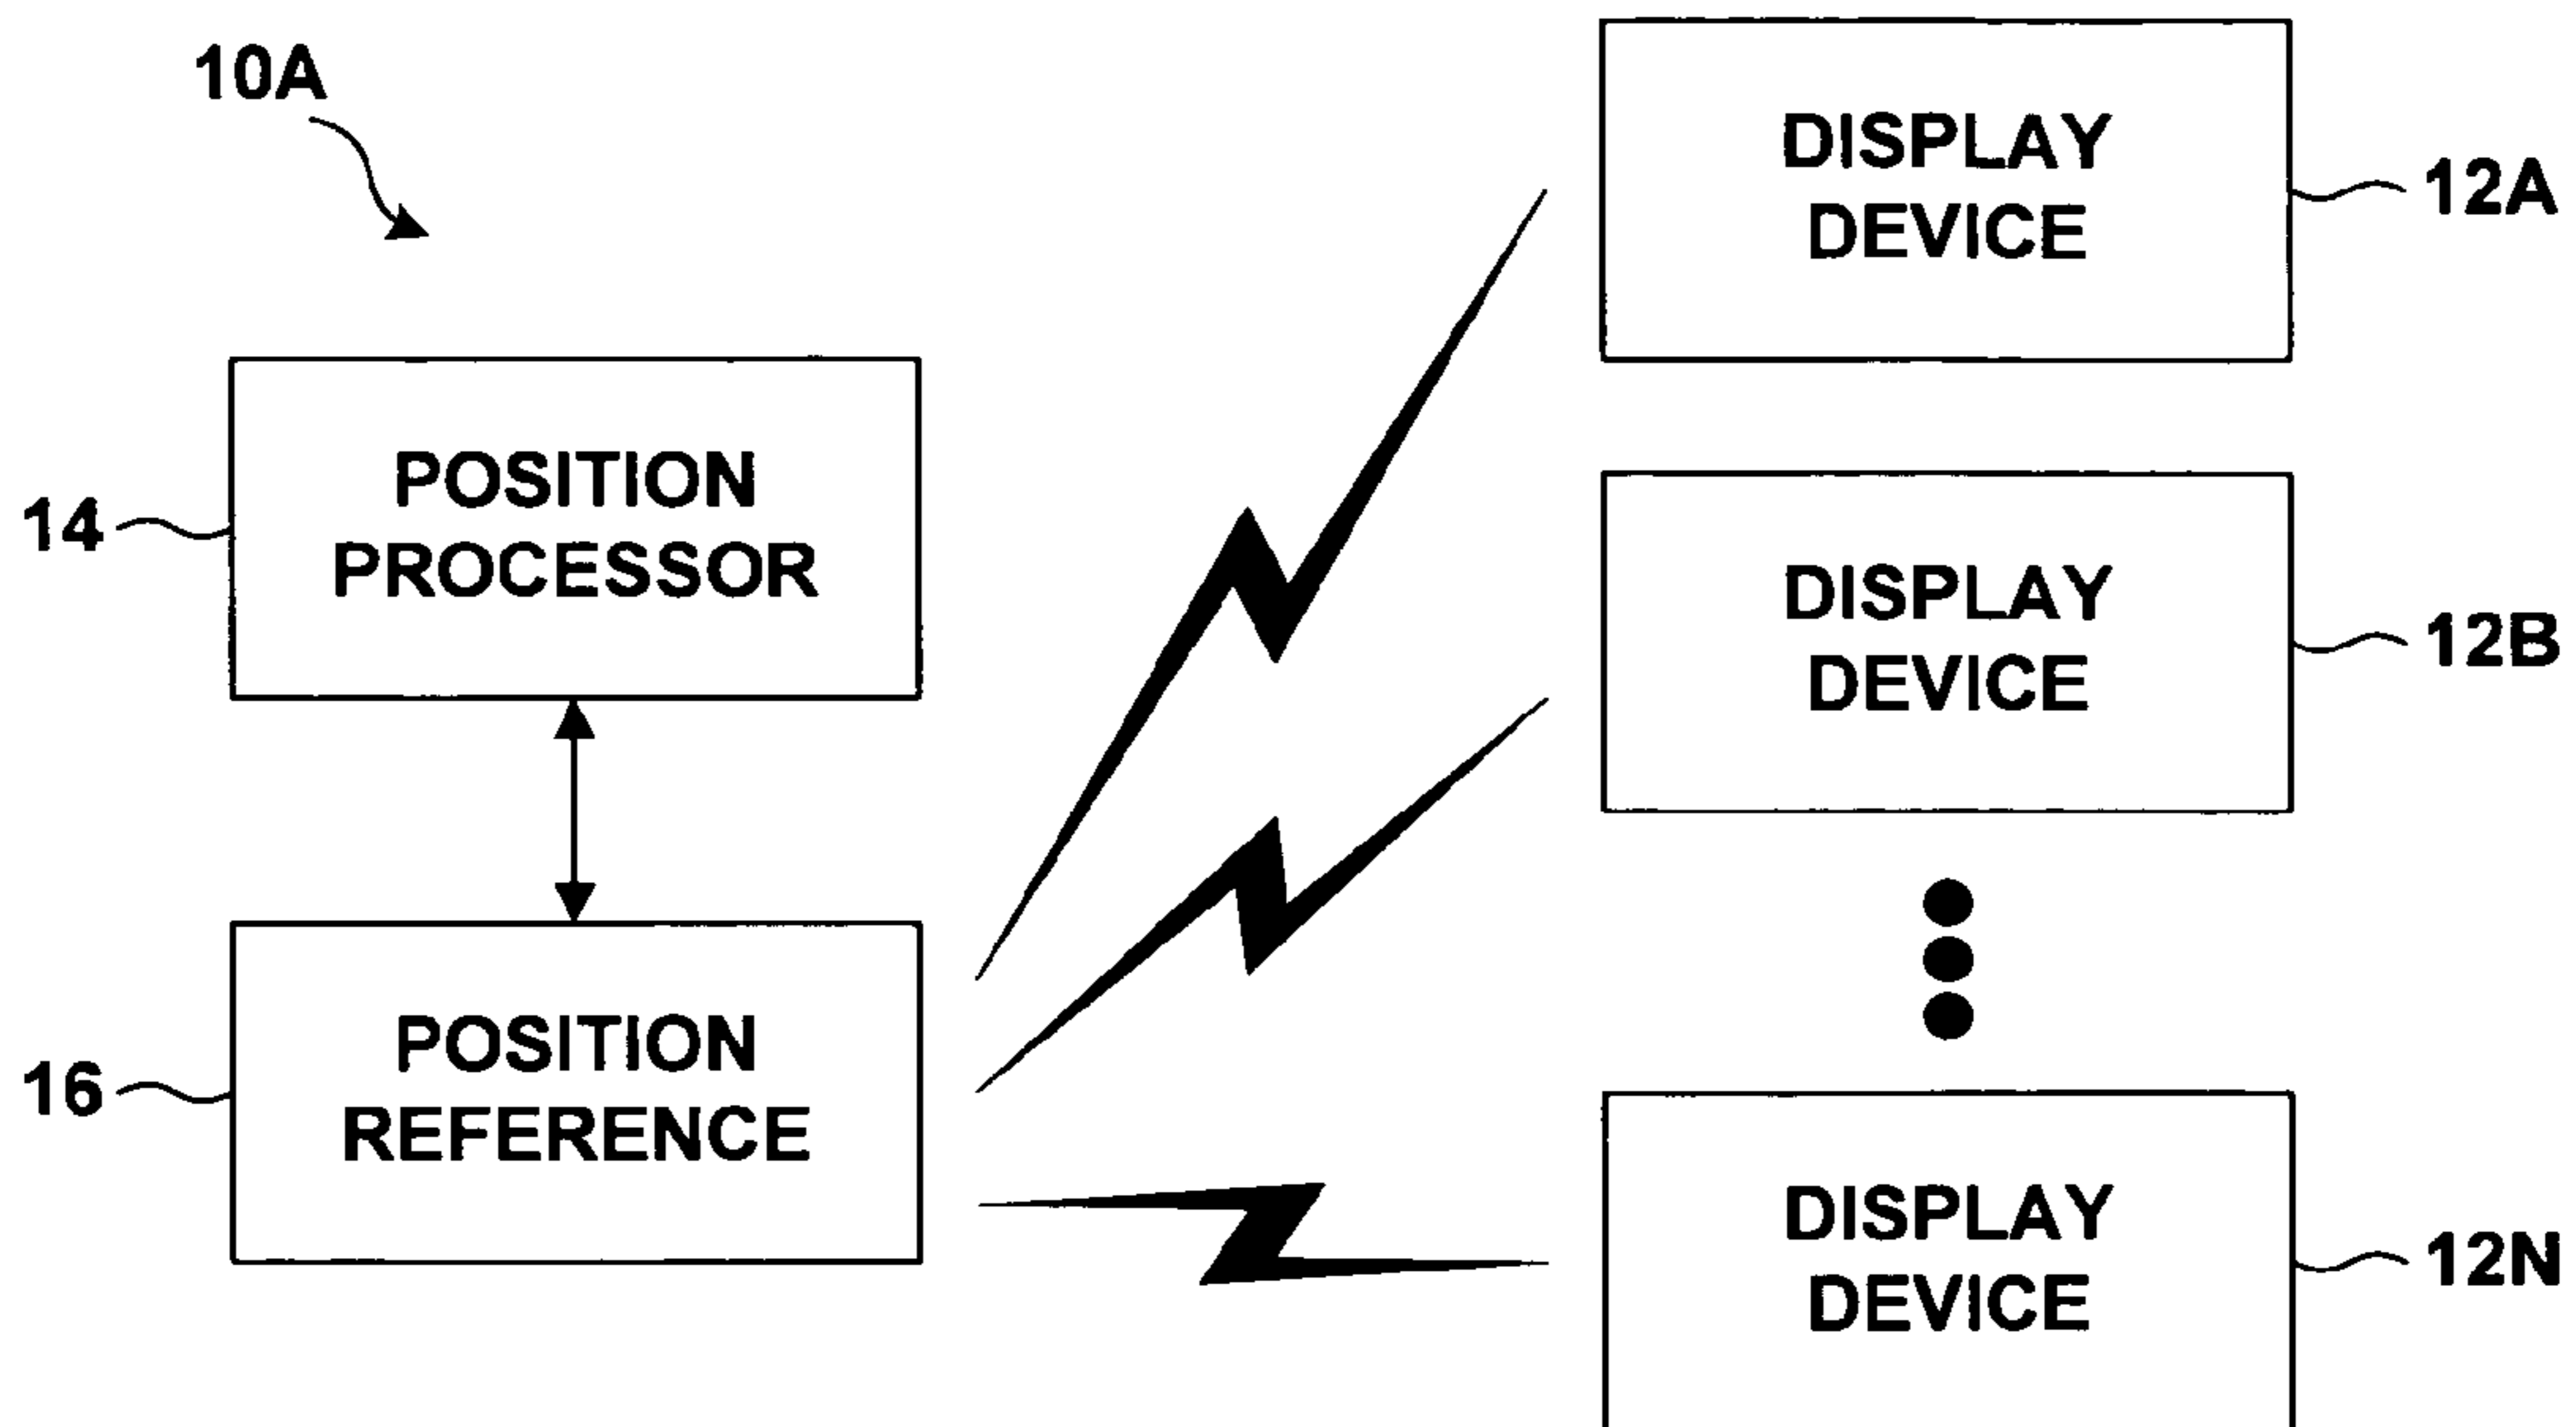 10A
DISPLAY
DEVICE
12A
POSITION
PROCESSOR
14
DISPLAY
DEVICE
12B
POSITION
REFERENCE
16
DISPLAY
DEVICE
12N